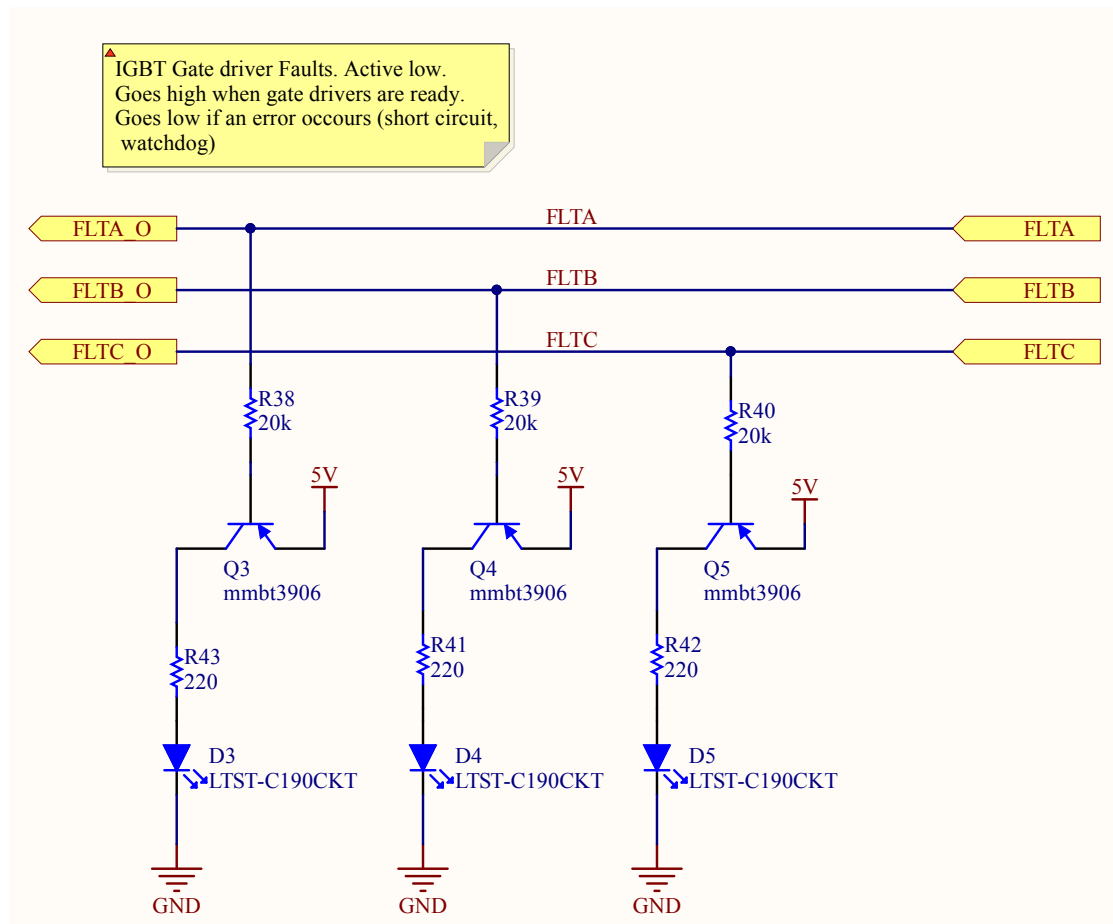 IGBT Gate driver Faults. Active low.
Goes high when gate drivers are ready.
Goes low if an error occours (short circuit,
watchdog)
FLTA_O
FLTA
FLTA
FLTB_O
FLTB
FLTB
FLTC_O
FLTC
FLTC
R38
20k
R39
20k
R40
20k
5V
5V
5V
Q3
mmbt3906
Q4
mmbt3906
Q5
mmbt3906
R43
220
R41
220
R42
220
D3
LTST-C190CKT
D4
LTST-C190CKT
D5
LTST-C190CKT
GND
GND
GND